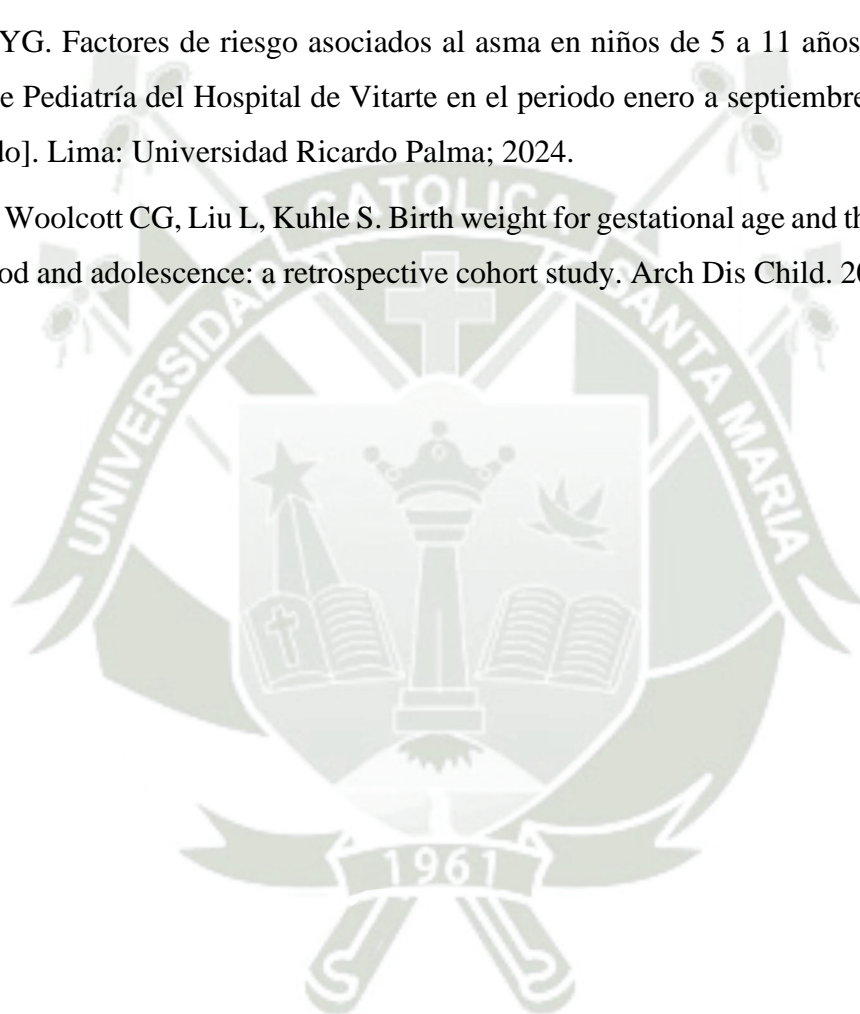 YG. Factores de riesgo asociados al asma en niños de 5 a 11 años
e Pediatría del Hospital de Vitarte en el periodo enero a septiembre
do]. Lima: Universidad Ricardo Palma; 2024.
Woolcott CG, Liu L, Kuhle S. Birth weight for gestational age and th
od and adolescence: a retrospective cohort study. Arch Dis Child. 20
UNIVERSIDAD CATOLICA SANTA MARIA
1961